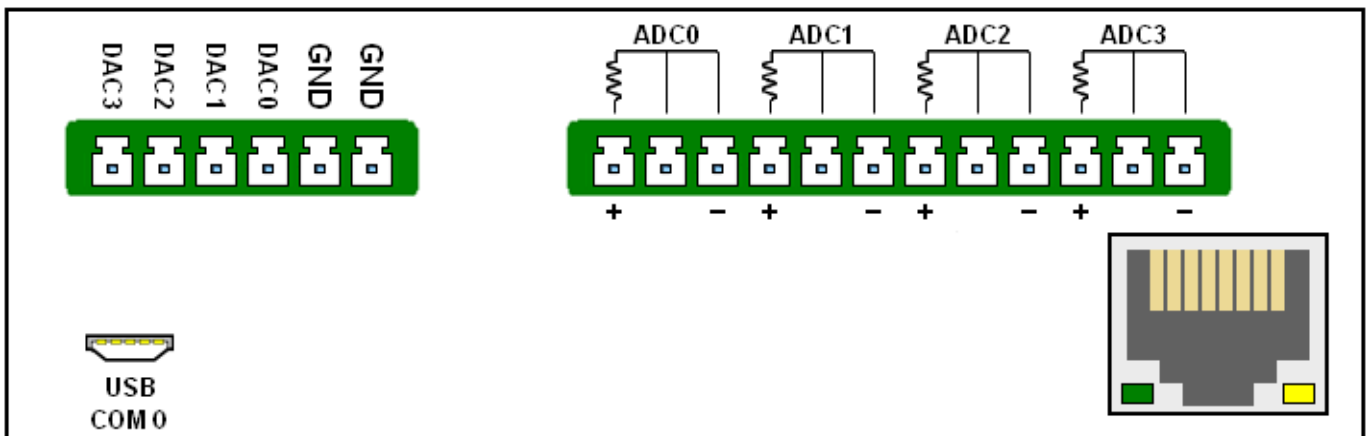 DAC3 DAC2 DAC1 DAC0 GND GND
ADC0 ADC1 ADC2 ADC3
+ − + − + − + −
USB
COM 0